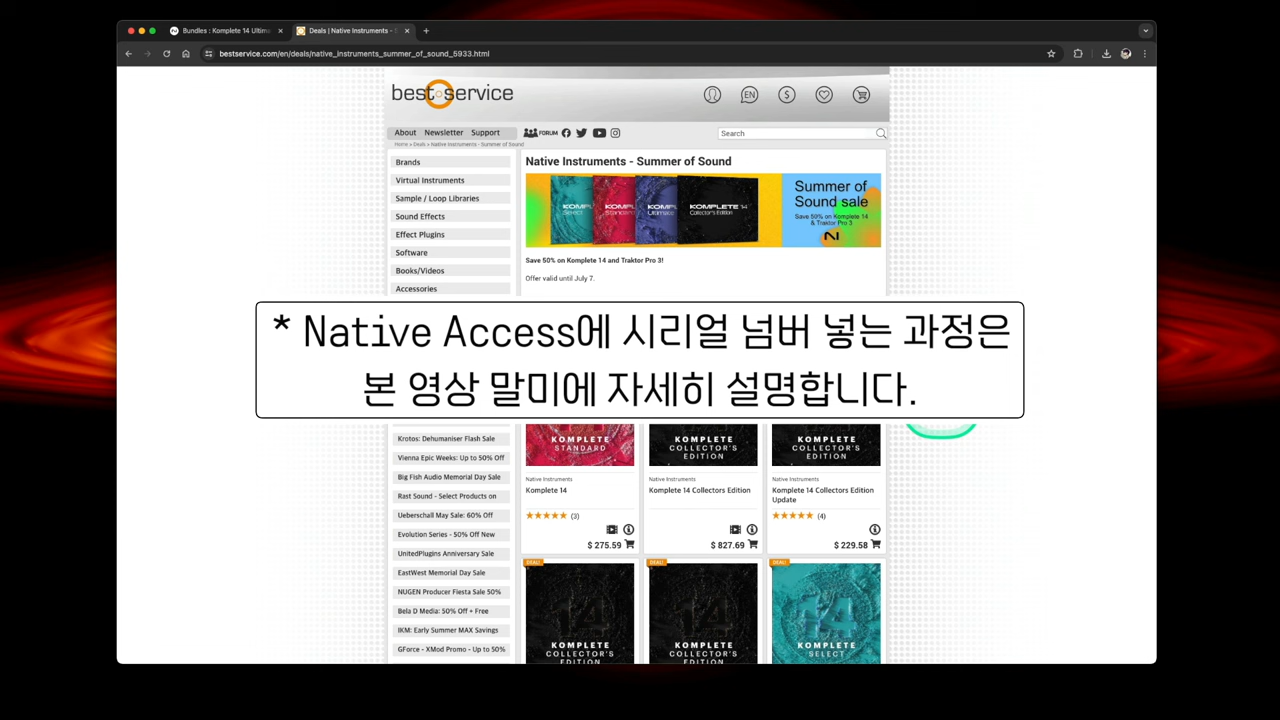 Bundles : Komplete 14 Ultim
Deals | Native Instruments - S
bestservice.com/en/deals/native_instruments_summer_of_sound_5933.html
best service
EN
$
About Newsletter Support
FORUM
Search
Home » Deals » Native Instruments - Summer of Sound
Brands
Virtual Instruments
Sample / Loop Libraries
Sound Effects
Effect Plugins
Software
Books/Videos
Accessories
Native Instruments - Summer of Sound
KOMPLETE 14
Collector's Edition
Summer of
Sound sale
Save 50% on Komplete 14
& Traktor Pro 3!
Save 50% on Komplete 14 and Traktor Pro 3!
Offer valid until July 7.
* Native Access에 시리얼 넘버 넣는 과정은
본 영상 말미에 자세히 설명합니다.
Krotos: Dehumaniser Flash Sale
Vienna Epic Weeks: Up to 50% Off
Big Fish Audio Memorial Day Sale
Rast Sound - Select Products on
Ueberschall May Sale: 60% Off
Evolution Series - 50% Off New
UnitedPlugins Anniversary Sale
EastWest Memorial Day Sale
NUGEN Producer Fiesta Sale 50%
Bela D Media: 50% Off + Free
IKM: Early Summer MAX Savings
GForce - XMod Promo - Up to 50%
KOMPLETE
STANDARD
Native Instruments
Komplete 14
(3)
$ 275.59
KOMPLETE
COLLECTOR'S
EDITION
Native Instruments
Komplete 14 Collectors Edition
$ 827.69
KOMPLETE
COLLECTOR'S
EDITION
Native Instruments
Komplete 14 Collectors Edition
Update
(4)
$ 229.58
DEAL!
14
KOMPLETE
COLLECTOR'S
EDITION
DEAL!
14
KOMPLETE
COLLECTOR'S
EDITION
DEAL!
14
KOMPLETE
SELECT